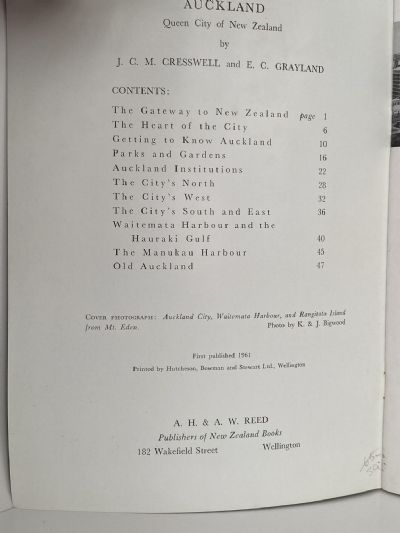 AUCKLAND
Queen City of New Zealand
by
J. C. M. CRESSWELL and E. C. GRAYLAND
CONTENTS:
The Gateway to New Zealand page 1
The Heart of the City 6
Getting to Know Auckland 10
Parks and Gardens 16
Auckland Institutions 22
The City's North 28
The City's West 32
The City's South and East 36
Waitemata Harbour and the
Hauraki Gulf 40
The Manukau Harbour 45
Old Auckland 47
COVER PHOTOGRAPH: Auckland City, Waitemata Harbour, and Rangitoto Island
from Mt. Eden. Photo by K. & J. Bigwood
First published 1961
Printed by Hutcheson, Bowman and Stewart Ltd., Wellington
A. H. & A. W. REED
Publishers of New Zealand Books
182 Wakefield Street Wellington